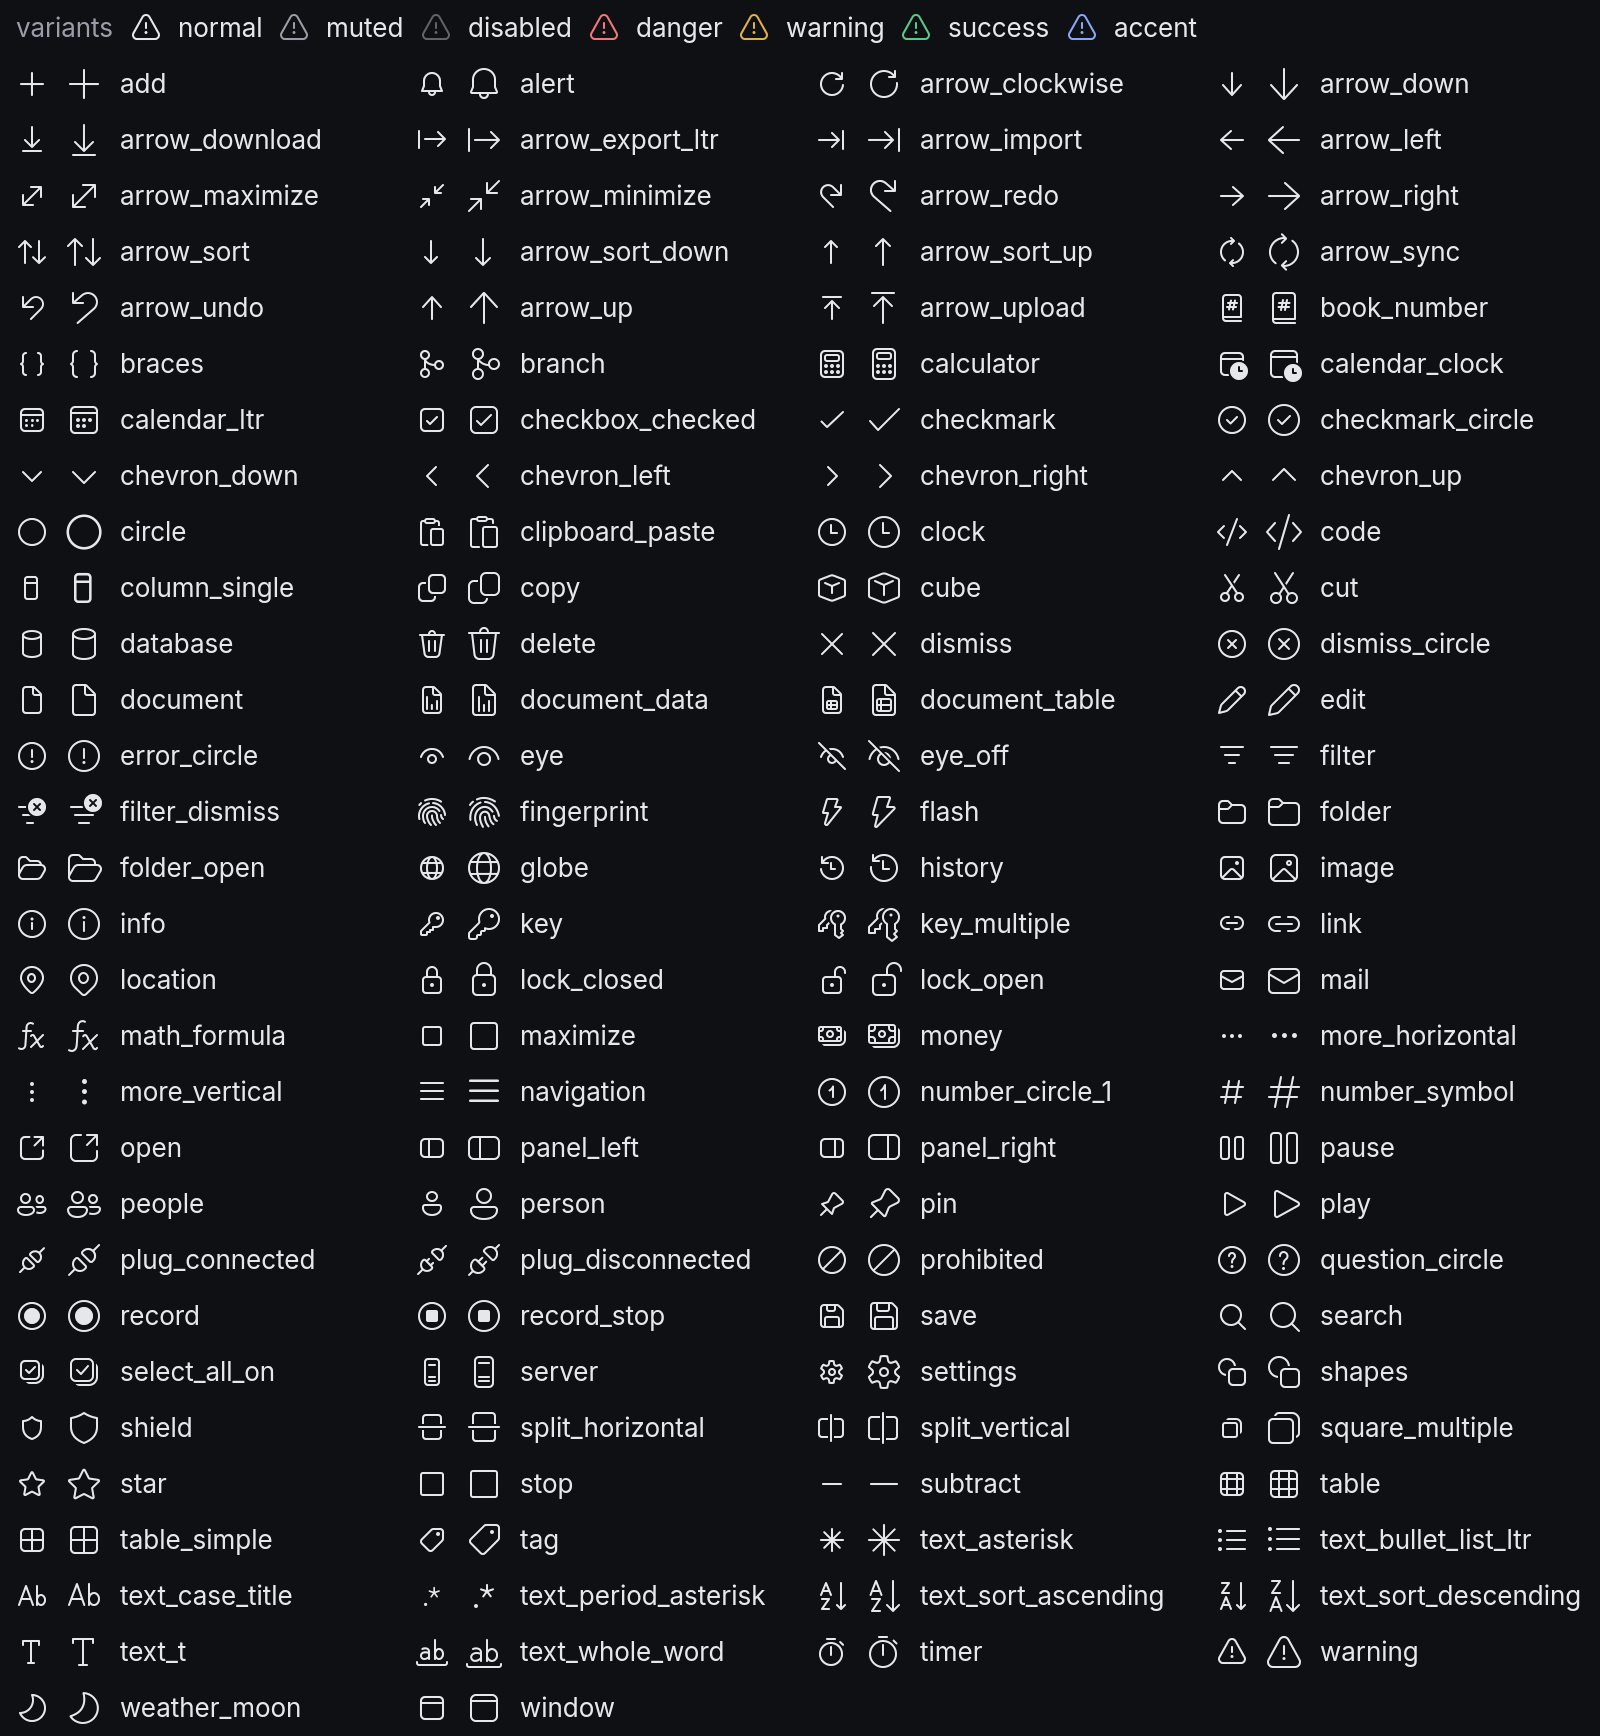 variants normal muted disabled danger warning success accent
add alert arrow_clockwise arrow_down
arrow_download arrow_export_ltr arrow_import arrow_left
arrow_maximize arrow_minimize arrow_redo arrow_right
arrow_sort arrow_sort_down arrow_sort_up arrow_sync
arrow_undo arrow_up arrow_upload book_number
braces branch calculator calendar_clock
calendar_ltr checkbox_checked checkmark checkmark_circle
chevron_down chevron_left chevron_right chevron_up
circle clipboard_paste clock code
column_single copy cube cut
database delete dismiss dismiss_circle
document document_data document_table edit
error_circle eye eye_off filter
filter_dismiss fingerprint flash folder
folder_open globe history image
info key key_multiple link
location lock_closed lock_open mail
math_formula maximize money more_horizontal
more_vertical navigation number_circle_1 number_symbol
open panel_left panel_right pause
people person pin play
plug_connected plug_disconnected prohibited question_circle
record record_stop save search
select_all_on server settings shapes
shield split_horizontal split_vertical square_multiple
star stop subtract table
table_simple tag text_asterisk text_bullet_list_ltr
text_case_title text_period_asterisk text_sort_ascending text_sort_descending
text_t text_whole_word timer warning
weather_moon window